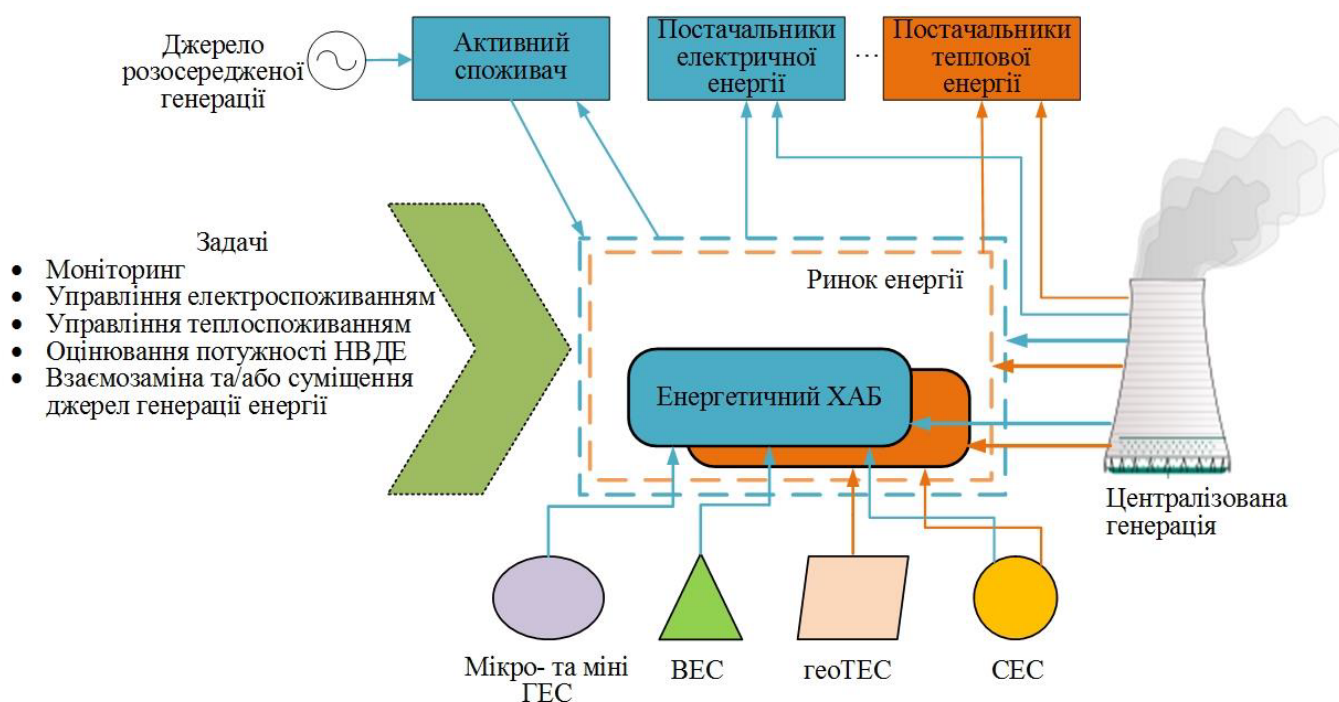 Джерело
розосередженої
генерації
Активний
споживач
Постачальники
електричної
енергії
...
Постачальники
теплової
енергії
Задачі
• Моніторинг
• Управління електроспоживанням
• Управління теплоспоживанням
• Оцінювання потужності НВДЕ
• Взаємозаміна та/або суміщення
джерел генерації енергії
Ринок енергії
Енергетичний ХАБ
Централізована
генерація
Мікро- та міні
ГЕС
ВЕС
геоТЕС
СЕС